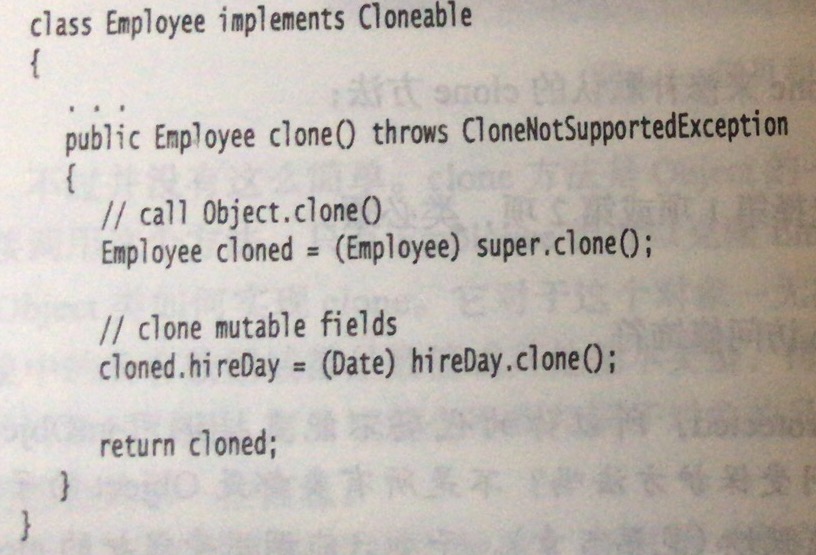 class Employee implements Cloneable
{
. . .
public Employee clone() throws CloneNotSupportedException
{
// call Object.clone()
Employee cloned = (Employee) super.clone();
// clone mutable fields
cloned.hireDay = (Date) hireDay.clone();
return cloned;
}
}